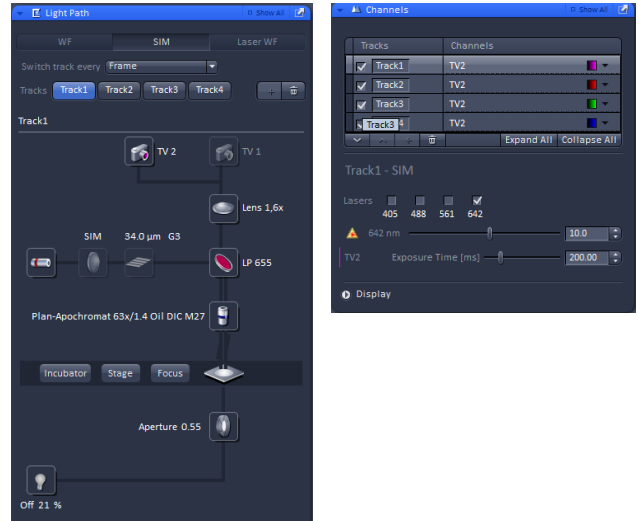 Light Path
Show All
WF SIM Laser WF
Switch track every Frame
Tracks Track1 Track2 Track3 Track4
Track1
TV 2 TV 1
Lens 1,6x
SIM 34.0 µm G3
LP 655
Plan-Apochromat 63x/1.4 Oil DIC M27
Incubator Stage Focus
Aperture 0.55
Off 21 %
Channels
Show All
Tracks Channels
Track1 TV2
Track2 TV2
Track3 TV2
Track3 4 TV2
Expand All Collapse All
Track1 - SIM
Lasers
405 488 561 642
642 nm 10.0
TV2 Exposure Time [ms] 200.00
Display